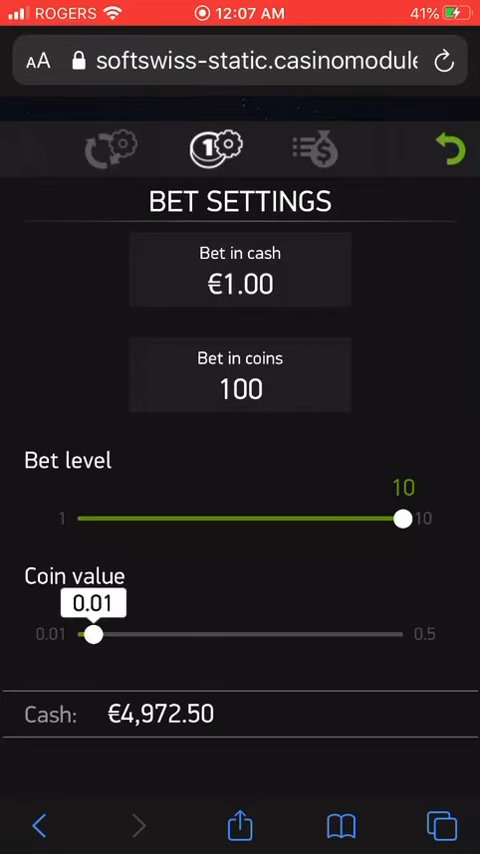 ROGERS 12:07 AM 41%
AA softswiss-static.casinomodule
1 $
BET SETTINGS
Bet in cash
€1.00
Bet in coins
100
Bet level
10
1 10
Coin value
0.01
0.01 0.5
Cash: €4,972.50